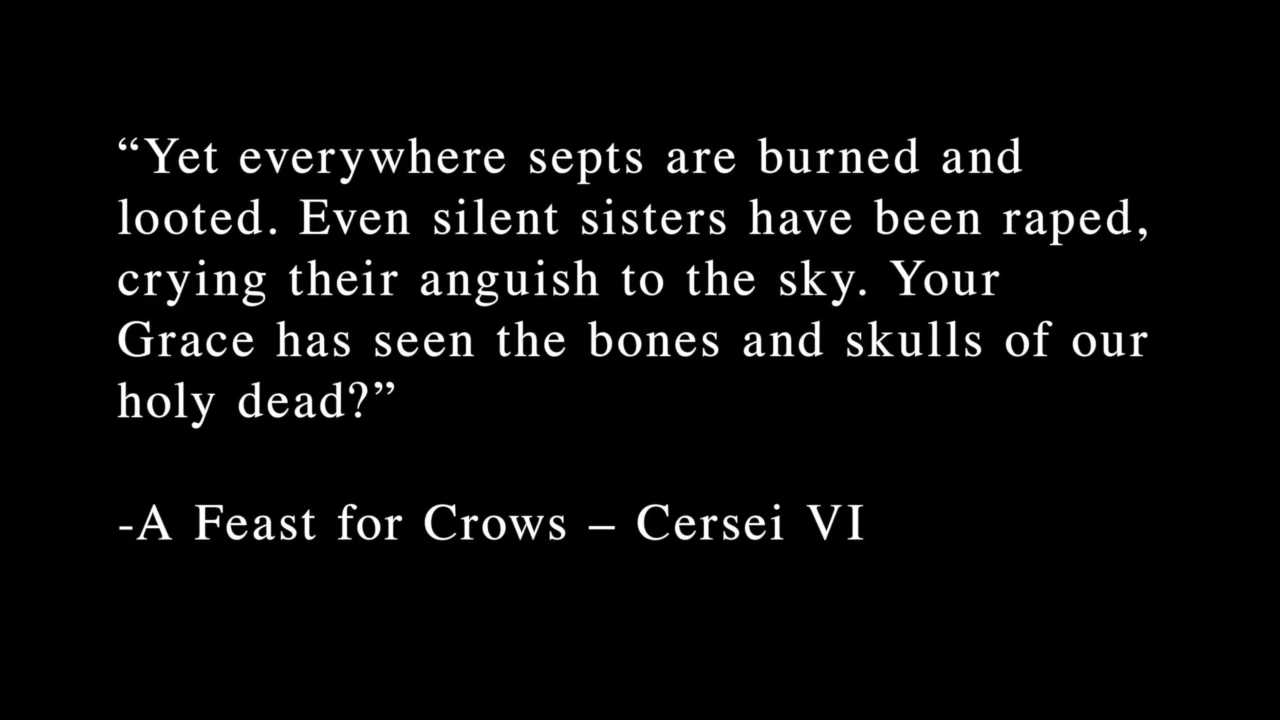 “Yet everywhere septs are burned and
looted. Even silent sisters have been raped,
crying their anguish to the sky. Your
Grace has seen the bones and skulls of our
holy dead?”
-A Feast for Crows – Cersei VI